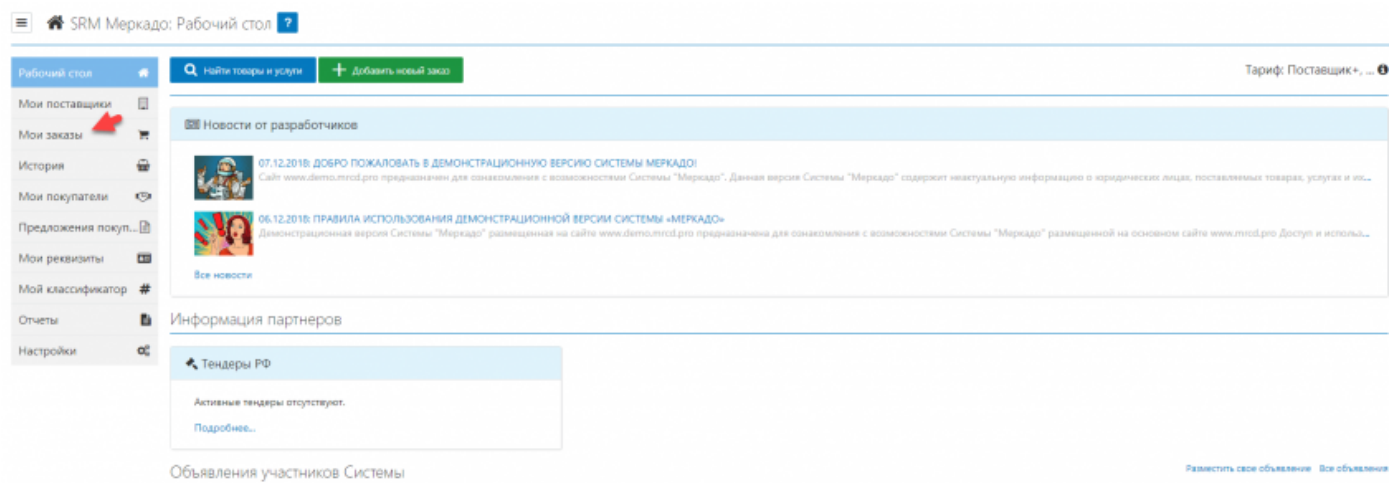 SRM Меркадо: Рабочий стол ?
Рабочий стол
Мои поставщики
Мои заказы
История
Мои покупатели
Предложения покуп...
Мои реквизиты
Мой классификатор #
Отчеты
Настройки
Найти товары и услуги
Добавить новый заказ
Тариф: Поставщик+, ...
Новости от разработчиков
07.12.2018: ДОБРО ПОЖАЛОВАТЬ В ДЕМОНСТРАЦИОННУЮ ВЕРСИЮ СИСТЕМЫ МЕРКАДО!
Сайт www.demo.mrcd.pro предназначен для ознакомления с возможностями Системы "Меркадо". Данная версия Системы "Меркадо" содержит неактуальную информацию о юридических лицах, поставляемых товарах, услугах и их...
06.12.2018: ПРАВИЛА ИСПОЛЬЗОВАНИЯ ДЕМОНСТРАЦИОННОЙ ВЕРСИИ СИСТЕМЫ «МЕРКАДО»
Демонстрационная версия Системы "Меркадо" размещенная на сайте www.demo.mrcd.pro предназначена для ознакомления с возможностями Системы "Меркадо" размещенной на основном сайте www.mrcd.pro Доступ и использ...
Все новости
Информация партнеров
Тендеры РФ
Активные тендеры отсутствуют.
Подробнее...
Объявления участников Системы
Разместить свое объявление Все объявления